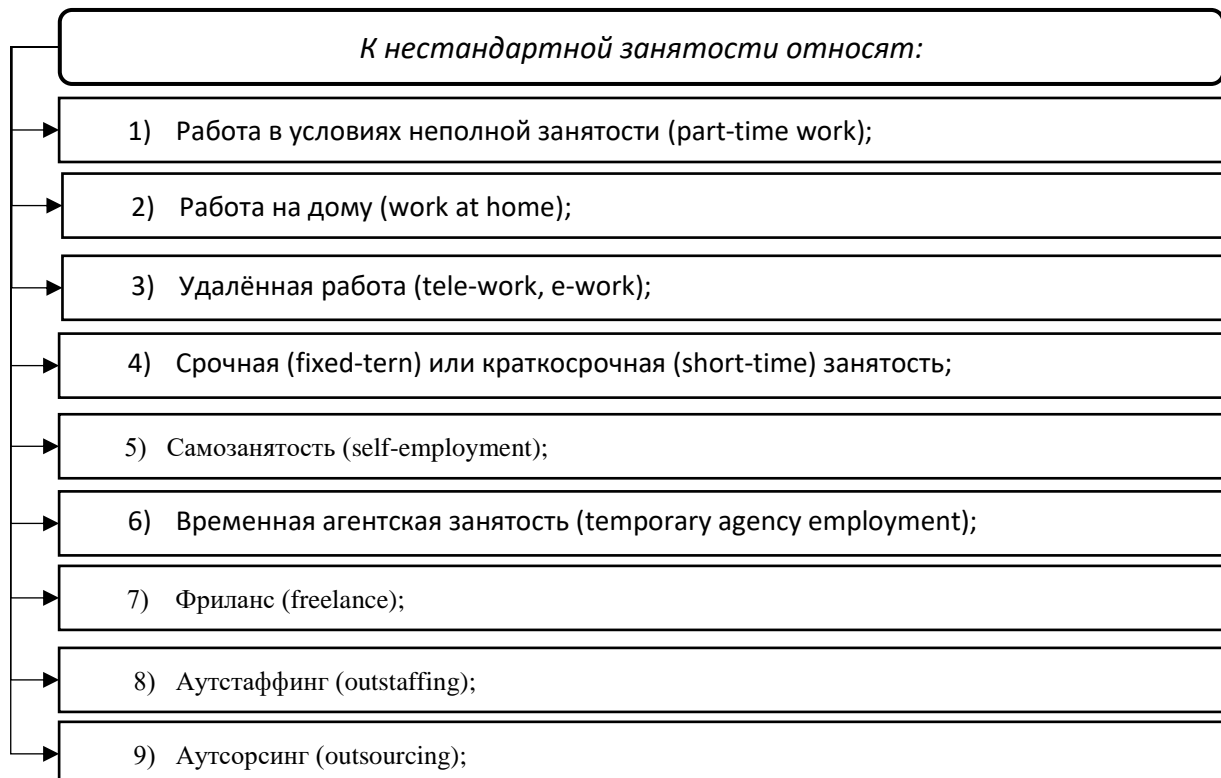 К нестандартной занятости относят:
1) Работа в условиях неполной занятости (part-time work);
2) Работа на дому (work at home);
3) Удалённая работа (tele-work, e-work);
4) Срочная (fixed-tern) или краткосрочная (short-time) занятость;
5) Самозанятость (self-employment);
6) Временная агентская занятость (temporary agency employment);
7) Фриланс (freelance);
8) Аутстаффинг (outstaffing);
9) Аутсорсинг (outsourcing);